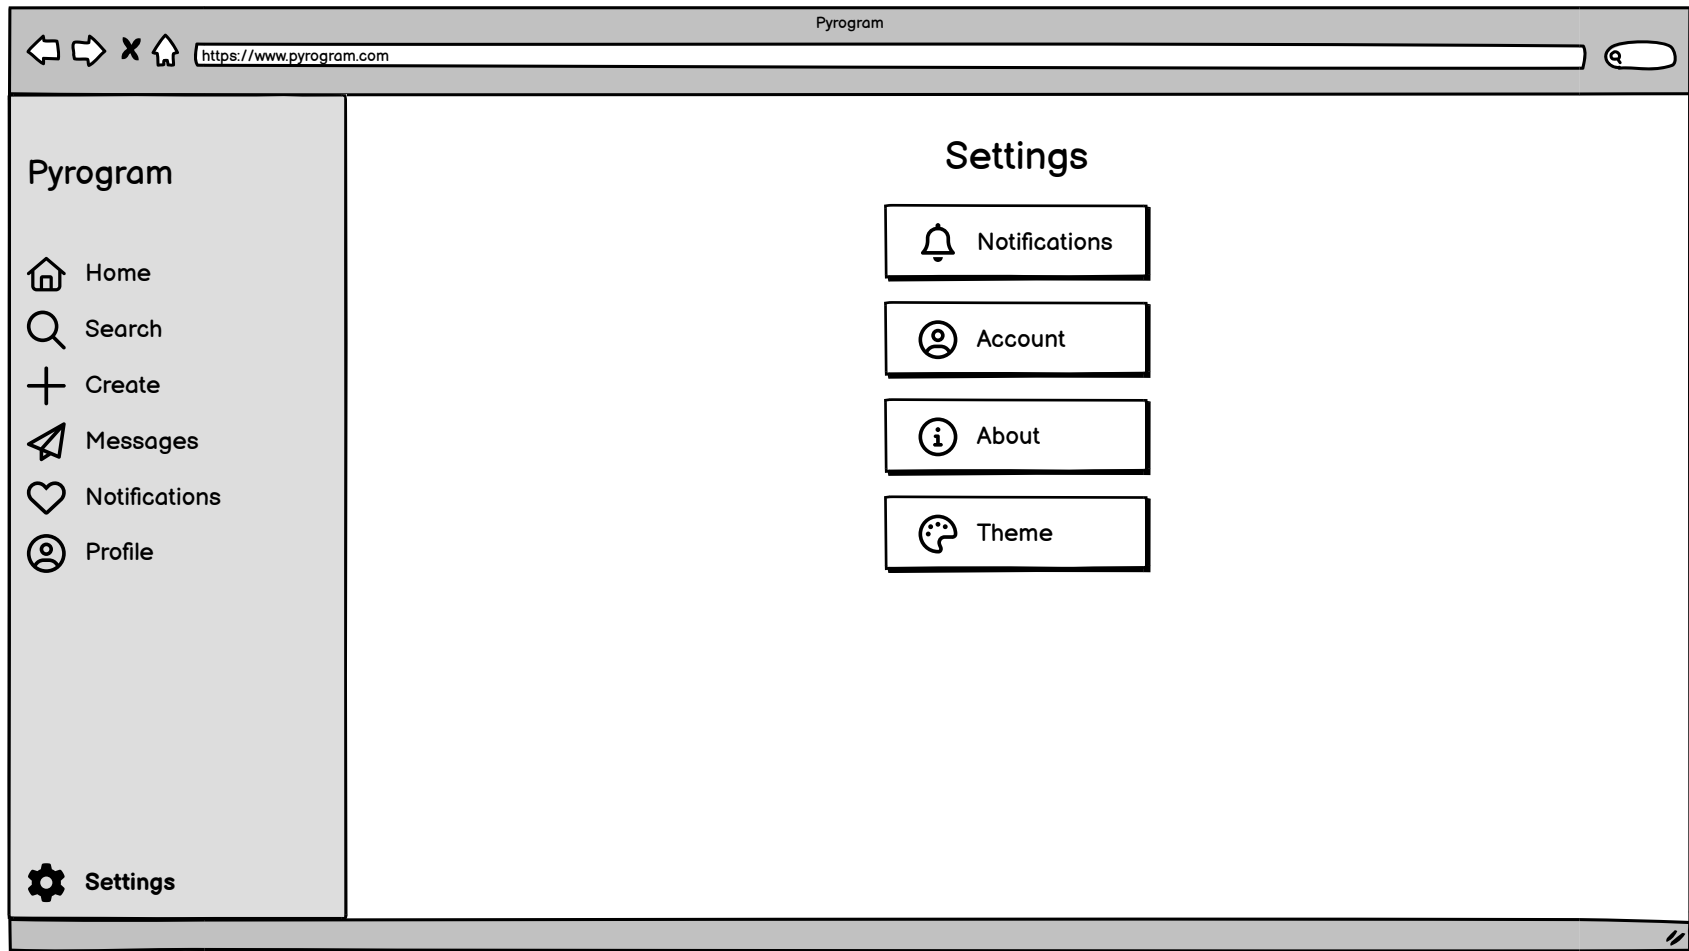 Pyrogram
https://www.pyrogram.com
Pyrogram
Home
Search
Create
Messages
Notifications
Profile
Settings
Settings
Notifications
Account
About
Theme